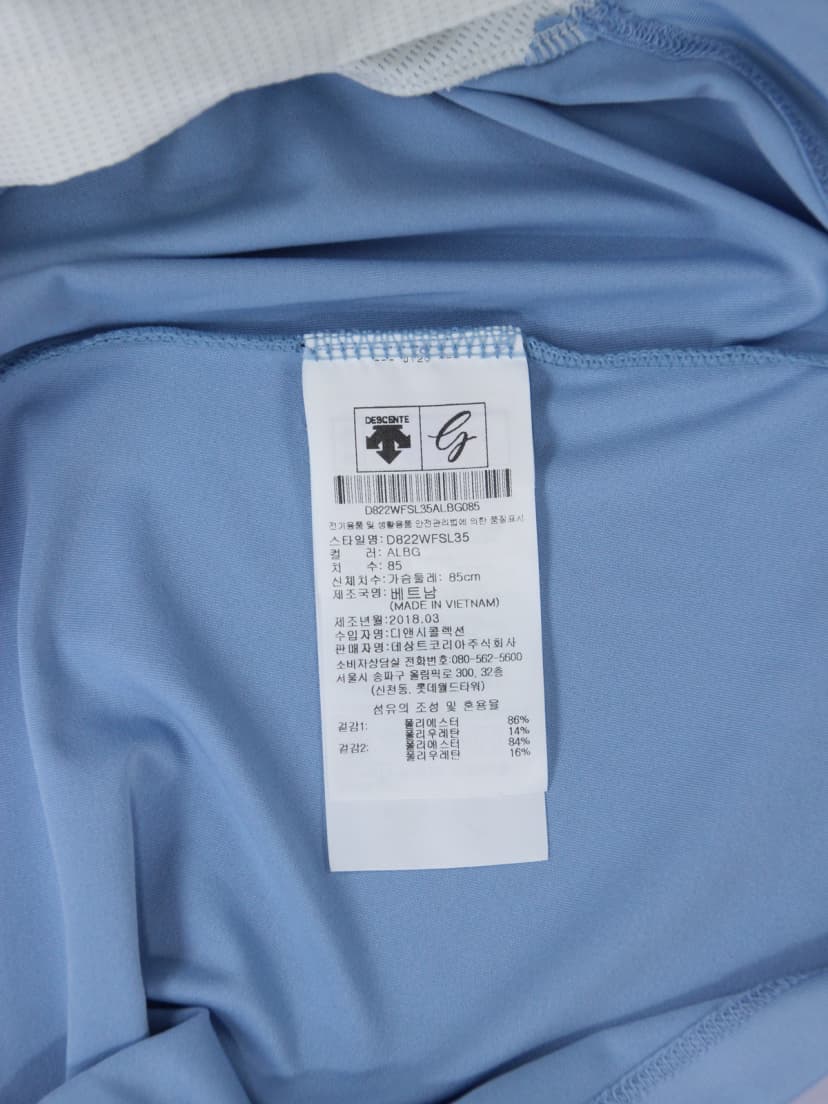 DESCENTE
D822WFSL35ALBG085
전기용품 및 생활용품 안전관리법에 의한 품질표시
스타일명: D822WFSL35
컬 러: ALBG
치 수: 85
신체치수: 가슴둘레: 85cm
제조국명: 베트남
(MADE IN VIETNAM)
제조년월: 2018.03
수입자명: 디앤시콜렉션
판매자명: 데상트코리아주식회사
소비자상담실 전화번호: 080-562-5600
서울시 송파구 올림픽로 300, 32층
(신천동, 롯데월드타워)
섬유의 조성 및 혼용율
겉감1: 폴리에스터 86%
폴리우레탄 14%
겉감2: 폴리에스터 84%
폴리우레탄 16%